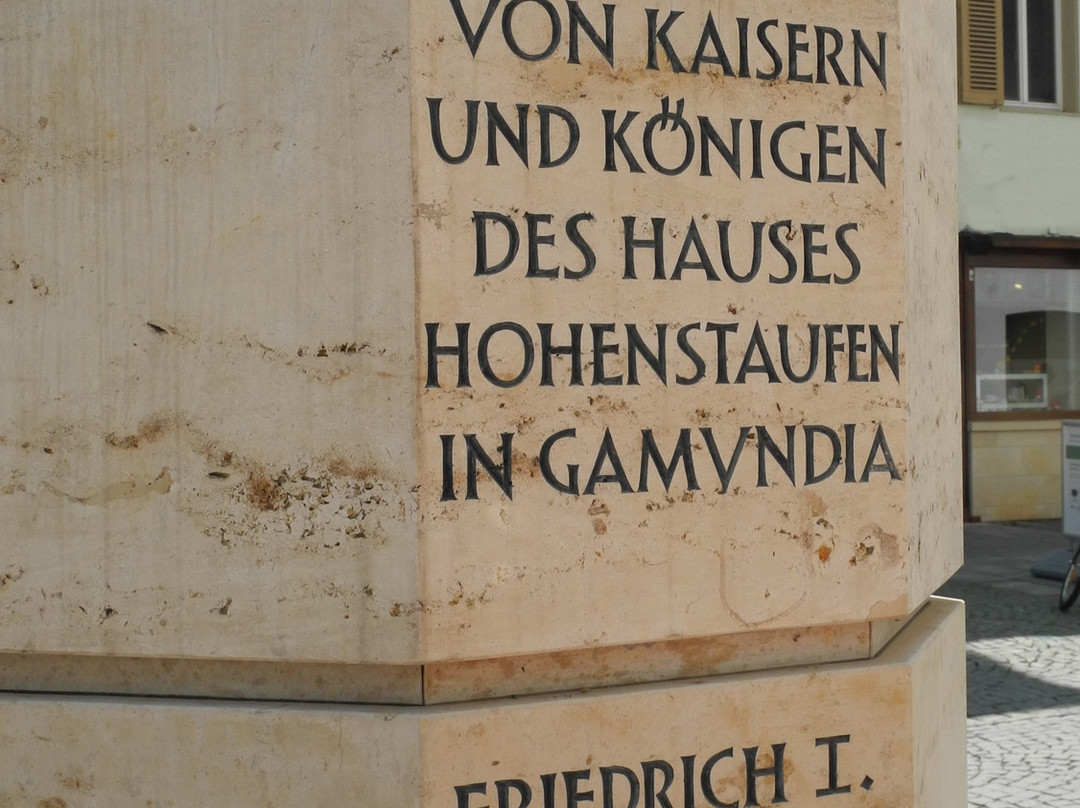 VON KAISERN
UND KÖNIGEN
DES HAUSES
HOHENSTAUFEN
IN GAMVNDIA
FRIEDRICH I.